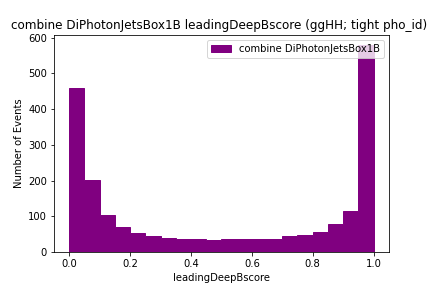 combine DiPhotonJetsBox1B leadingDeepBscore (ggHH; tight pho_id)
combine DiPhotonJetsBox1B
600
500
400
300
200
100
0
Number of Events
0.0 0.2 0.4 0.6 0.8 1.0
leadingDeepBscore